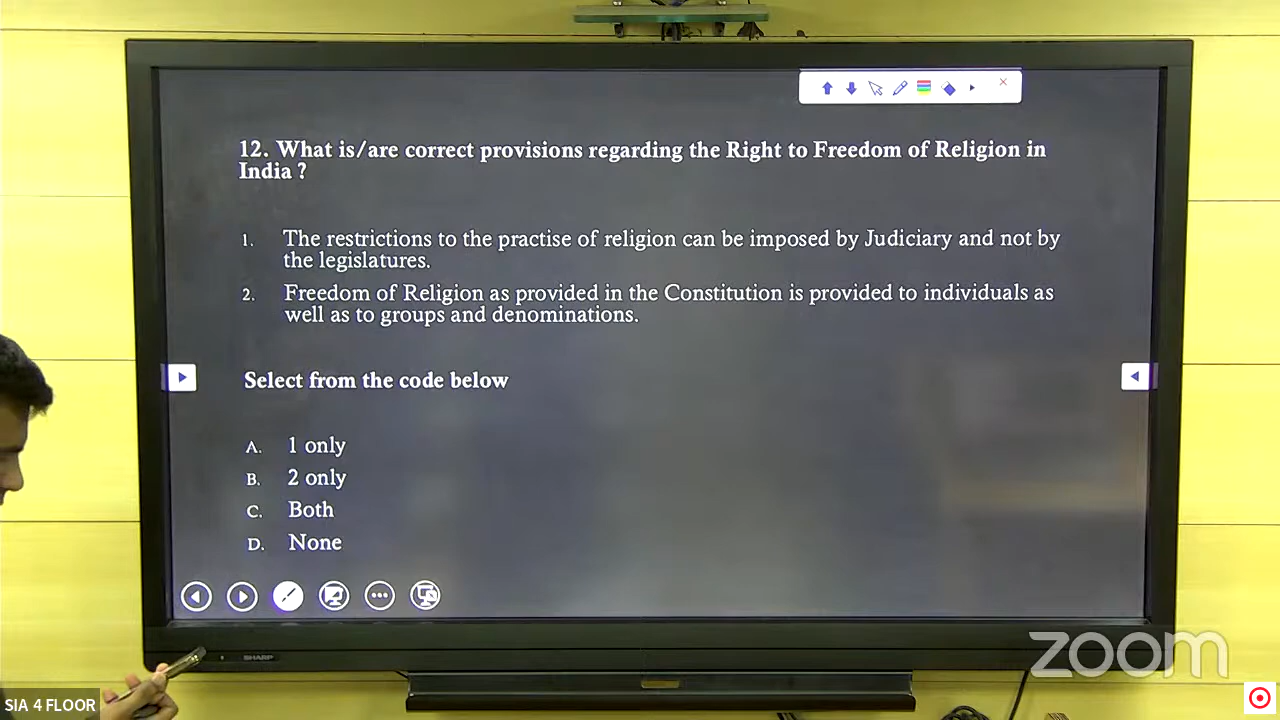 12. What is/are correct provisions regarding the Right to Freedom of Religion in
India ?
1. The restrictions to the practise of religion can be imposed by Judiciary and not by
the legislatures.
2. Freedom of Religion as provided in the Constitution is provided to individuals as
well as to groups and denominations.
Select from the code below
A. 1 only
B. 2 only
C. Both
D. None
SHARP
zoom
SIA 4 FLOOR